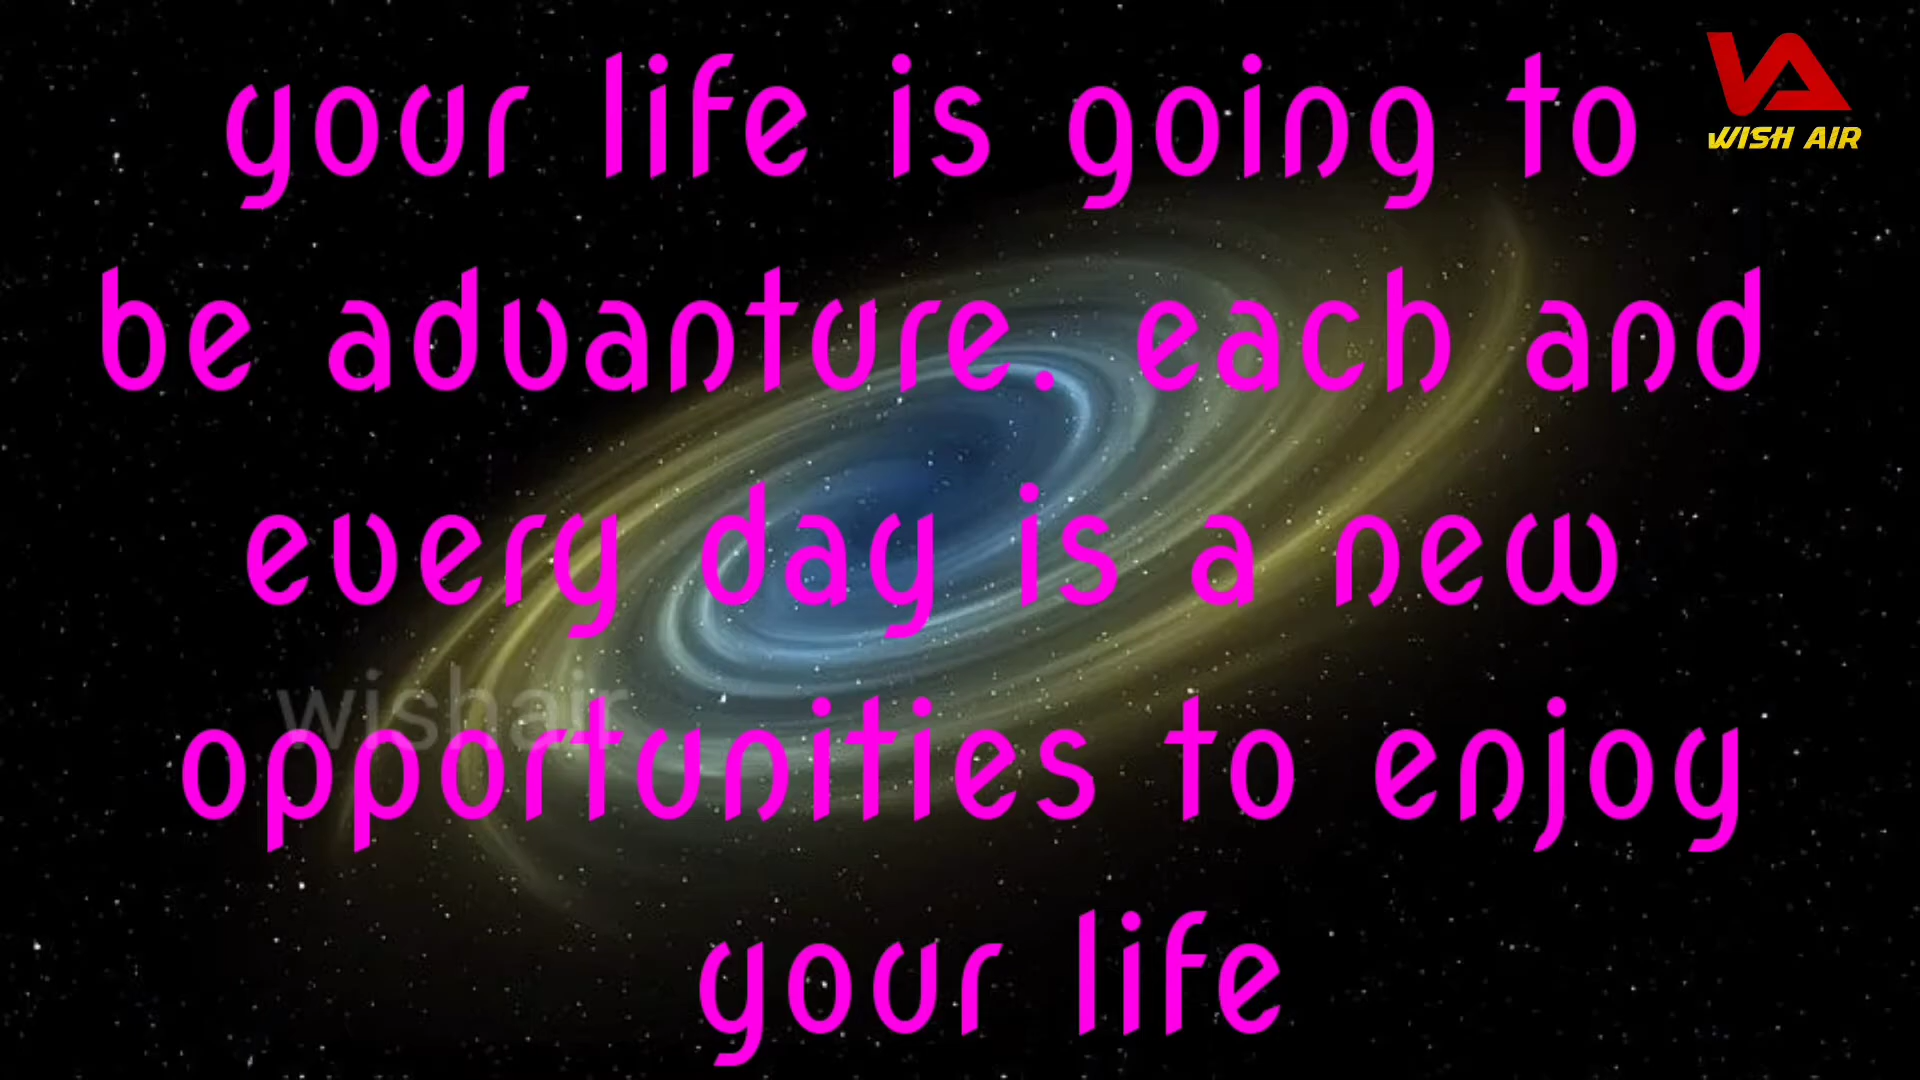 your life is going to
be advanture. each and
every day is a new
opportunities to enjoy
your life
VA
WISH AIR
wishair